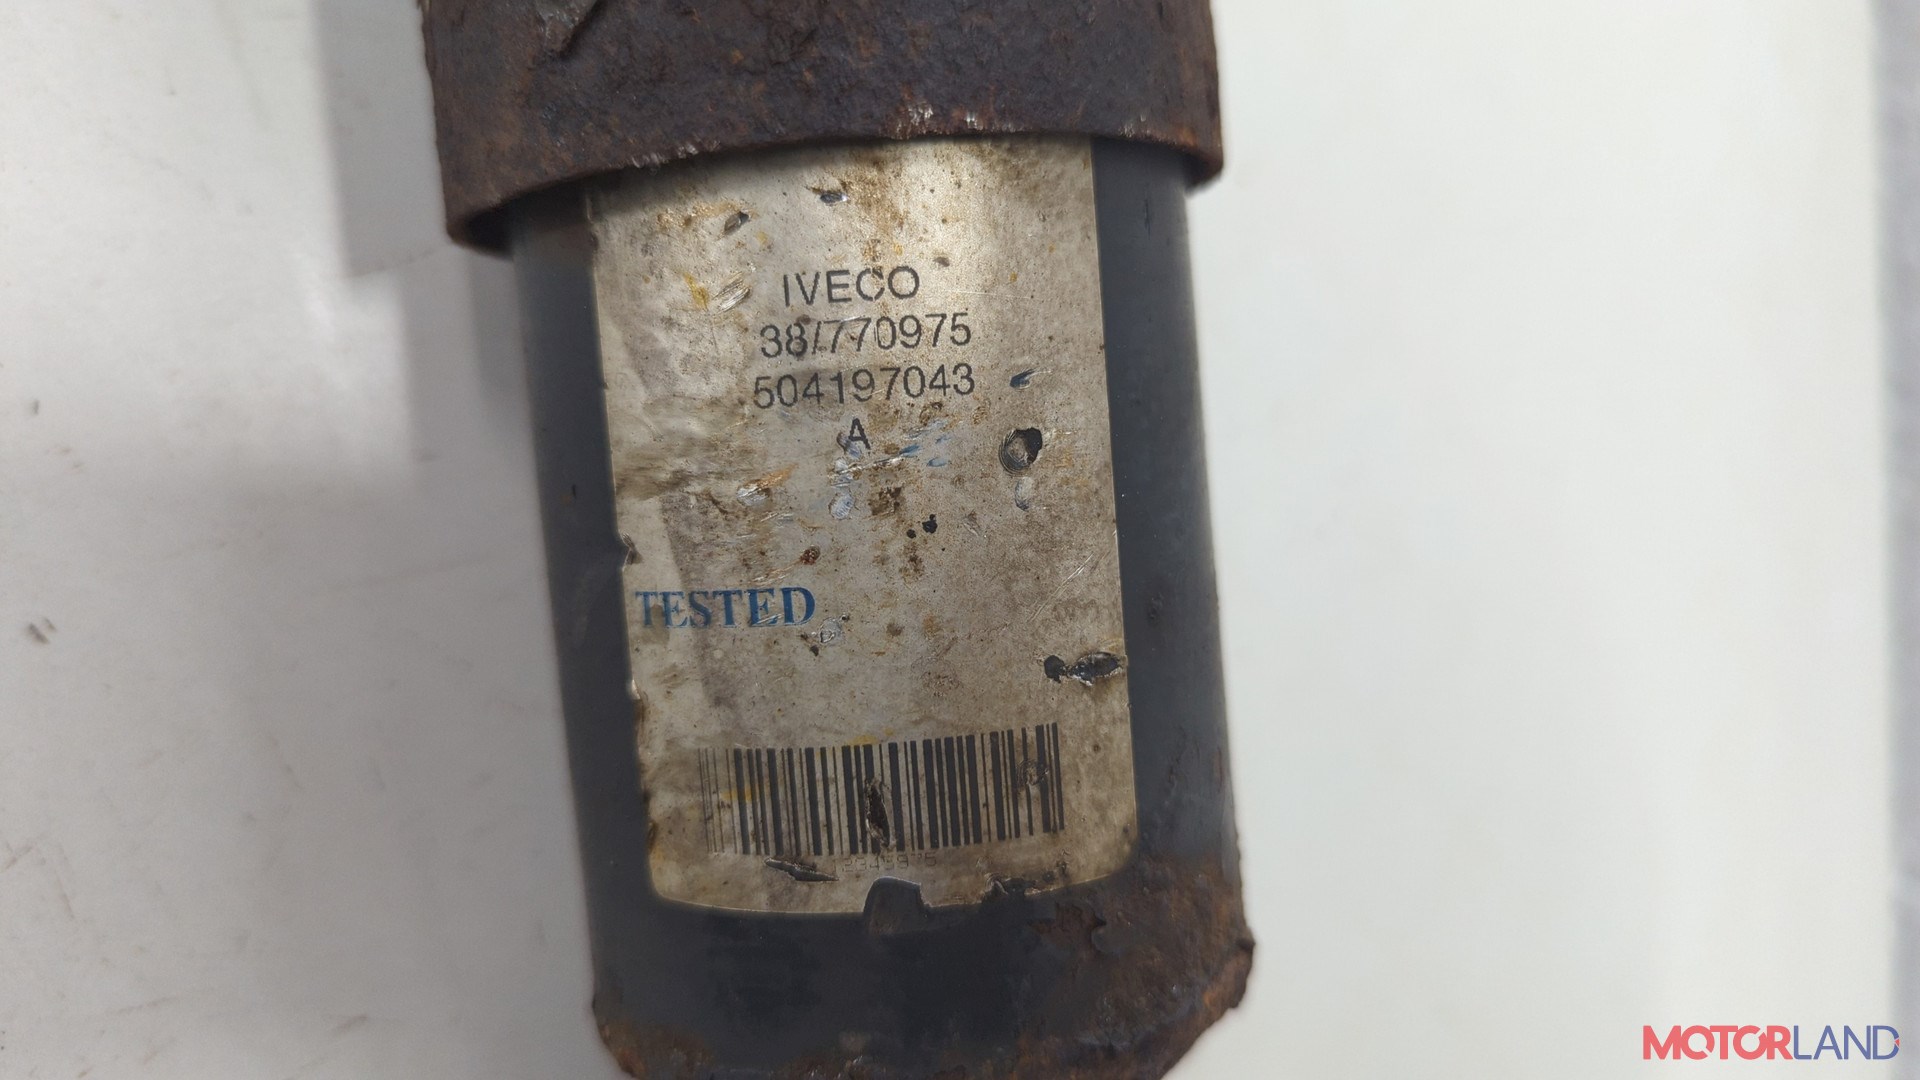 IVECO
38/770975
504197043
A
TESTED
MOTORLAND